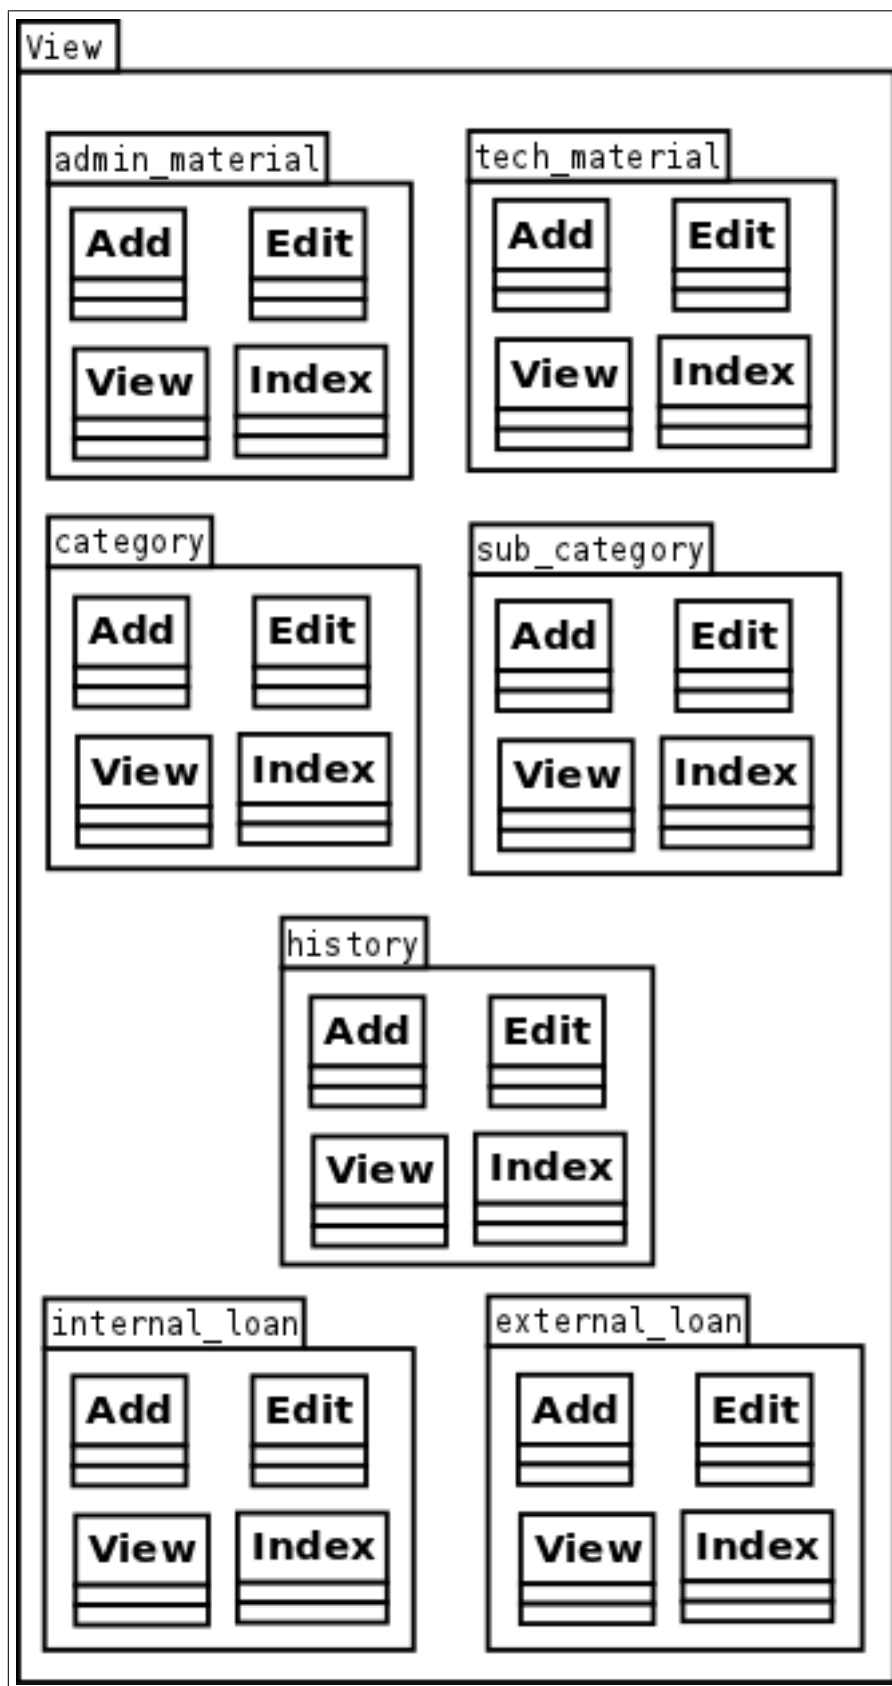 View
admin_material
tech_material
Add Edit
Add Edit
View Index
View Index
category
sub_category
Add Edit
Add Edit
View Index
View Index
history
Add Edit
View Index
internal_loan
external_loan
Add Edit
Add Edit
View Index
View Index